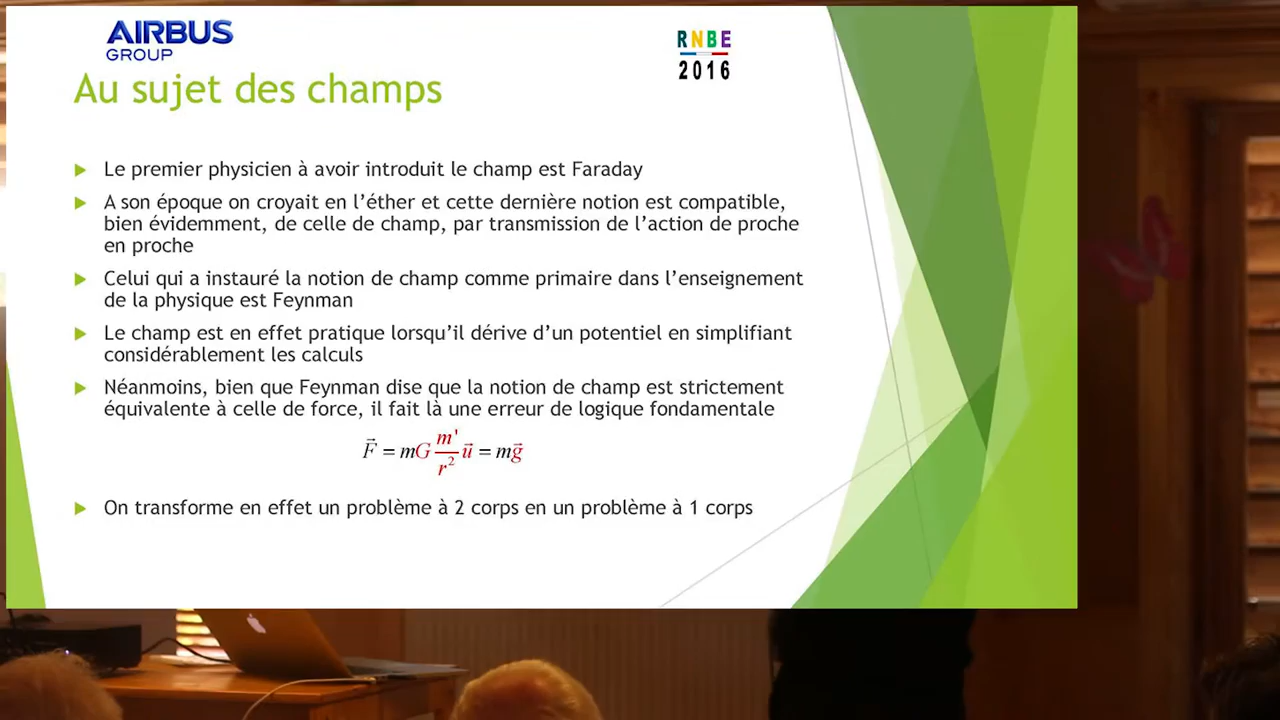 AIRBUS
GROUP
RNBE
2016
Au sujet des champs
Le premier physicien à avoir introduit le champ est Faraday
A son époque on croyait en l’éther et cette dernière notion est compatible,
bien évidemment, de celle de champ, par transmission de l’action de proche
en proche
Celui qui a instauré la notion de champ comme primaire dans l’enseignement
de la physique est Feynman
Le champ est en effet pratique lorsqu’il dérive d’un potentiel en simplifiant
considérablement les calculs
Néanmoins, bien que Feynman dise que la notion de champ est strictement
équivalente à celle de force, il fait là une erreur de logique fondamentale
$\vec{F} = mG\frac{m'}{r^2}\vec{u} = m\vec{g}$
On transforme en effet un problème à 2 corps en un problème à 1 corps